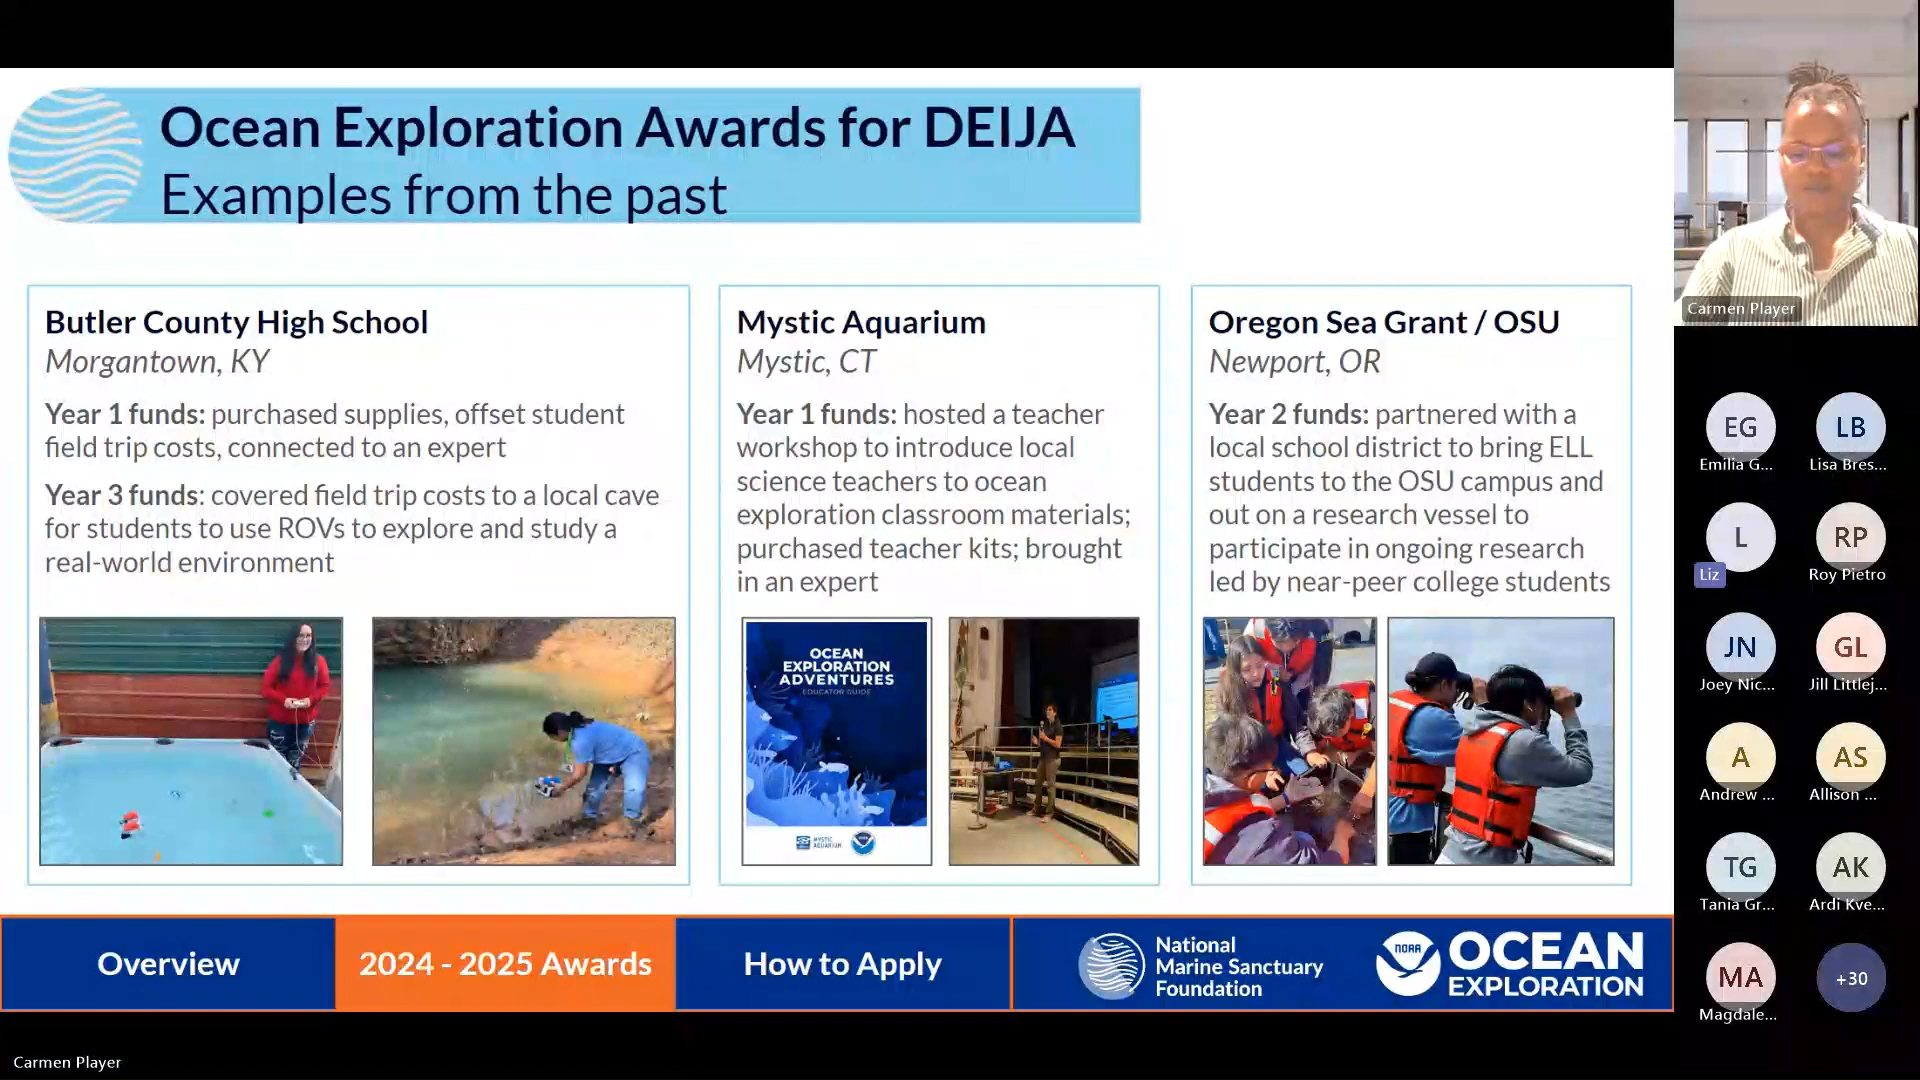 Ocean Exploration Awards for DEIJA
Examples from the past
Butler County High School
Morgantown, KY
Year 1 funds: purchased supplies, offset student
field trip costs, connected to an expert
Year 3 funds: covered field trip costs to a local cave
for students to use ROVs to explore and study a
real-world environment
Mystic Aquarium
Mystic, CT
Year 1 funds: hosted a teacher
workshop to introduce local
science teachers to ocean
exploration classroom materials;
purchased teacher kits; brought
in an expert
OCEAN
EXPLORATION
ADVENTURES
EDUCATOR GUIDE
MYSTIC
AQUARIUM
Oregon Sea Grant / OSU
Newport, OR
Year 2 funds: partnered with a
local school district to bring ELL
students to the OSU campus and
out on a research vessel to
participate in ongoing research
led by near-peer college students
Overview
2024 - 2025 Awards
How to Apply
National
Marine Sanctuary
Foundation
NOAA
OCEAN
EXPLORATION
Carmen Player
EG
Emilia G...
LB
Lisa Bres...
L
Liz
RP
Roy Pietro
JN
Joey Nic...
GL
Jill Littlej...
A
Andrew ...
AS
Allison ...
TG
Tania Gr...
AK
Ardi Kve...
MA
Magdale...
+30
Carmen Player